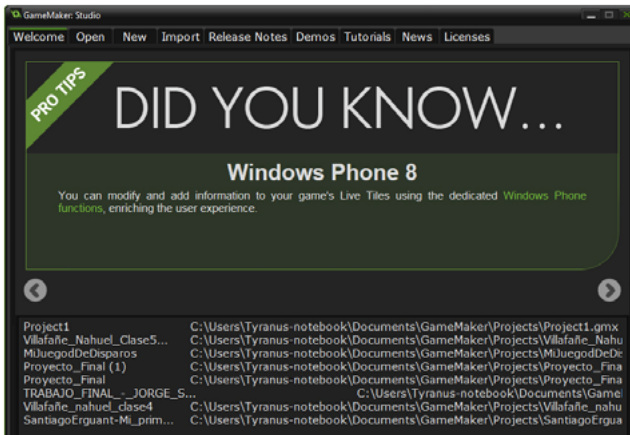 GameMaker: Studio
Welcome Open New Import Release Notes Demos Tutorials News Licenses
PRO TIPS
DID YOU KNOW...
Windows Phone 8
You can modify and add information to your game's Live Tiles using the dedicated Windows Phone
functions, enriching the user experience.
Project1 C:\Users\Tyranus-notebook\Documents\GameMaker\Projects\Project1.gmx
Villafañe_Nahuel_Clase5... C:\Users\Tyranus-notebook\Documents\GameMaker\Projects\Villafañe_Nahu
MiJuegodDeDisparos C:\Users\Tyranus-notebook\Documents\GameMaker\Projects\MiJuegodDeDis
Proyecto_Final (1) C:\Users\Tyranus-notebook\Documents\GameMaker\Projects\Proyecto_Fina
Proyecto_Final C:\Users\Tyranus-notebook\Documents\GameMaker\Projects\Proyecto_Fina
TRABAJO_FINAL_-_JORGE_S... C:\Users\Tyranus-notebook\Documents\Game
Villafañe_nahuel_clase4 C:\Users\Tyranus-notebook\Documents\GameMaker\Projects\Villafañe_nahu
SantiagoErguant-Mi_prim... C:\Users\Tyranus-notebook\Documents\GameMaker\Projects\SantiagoErgua